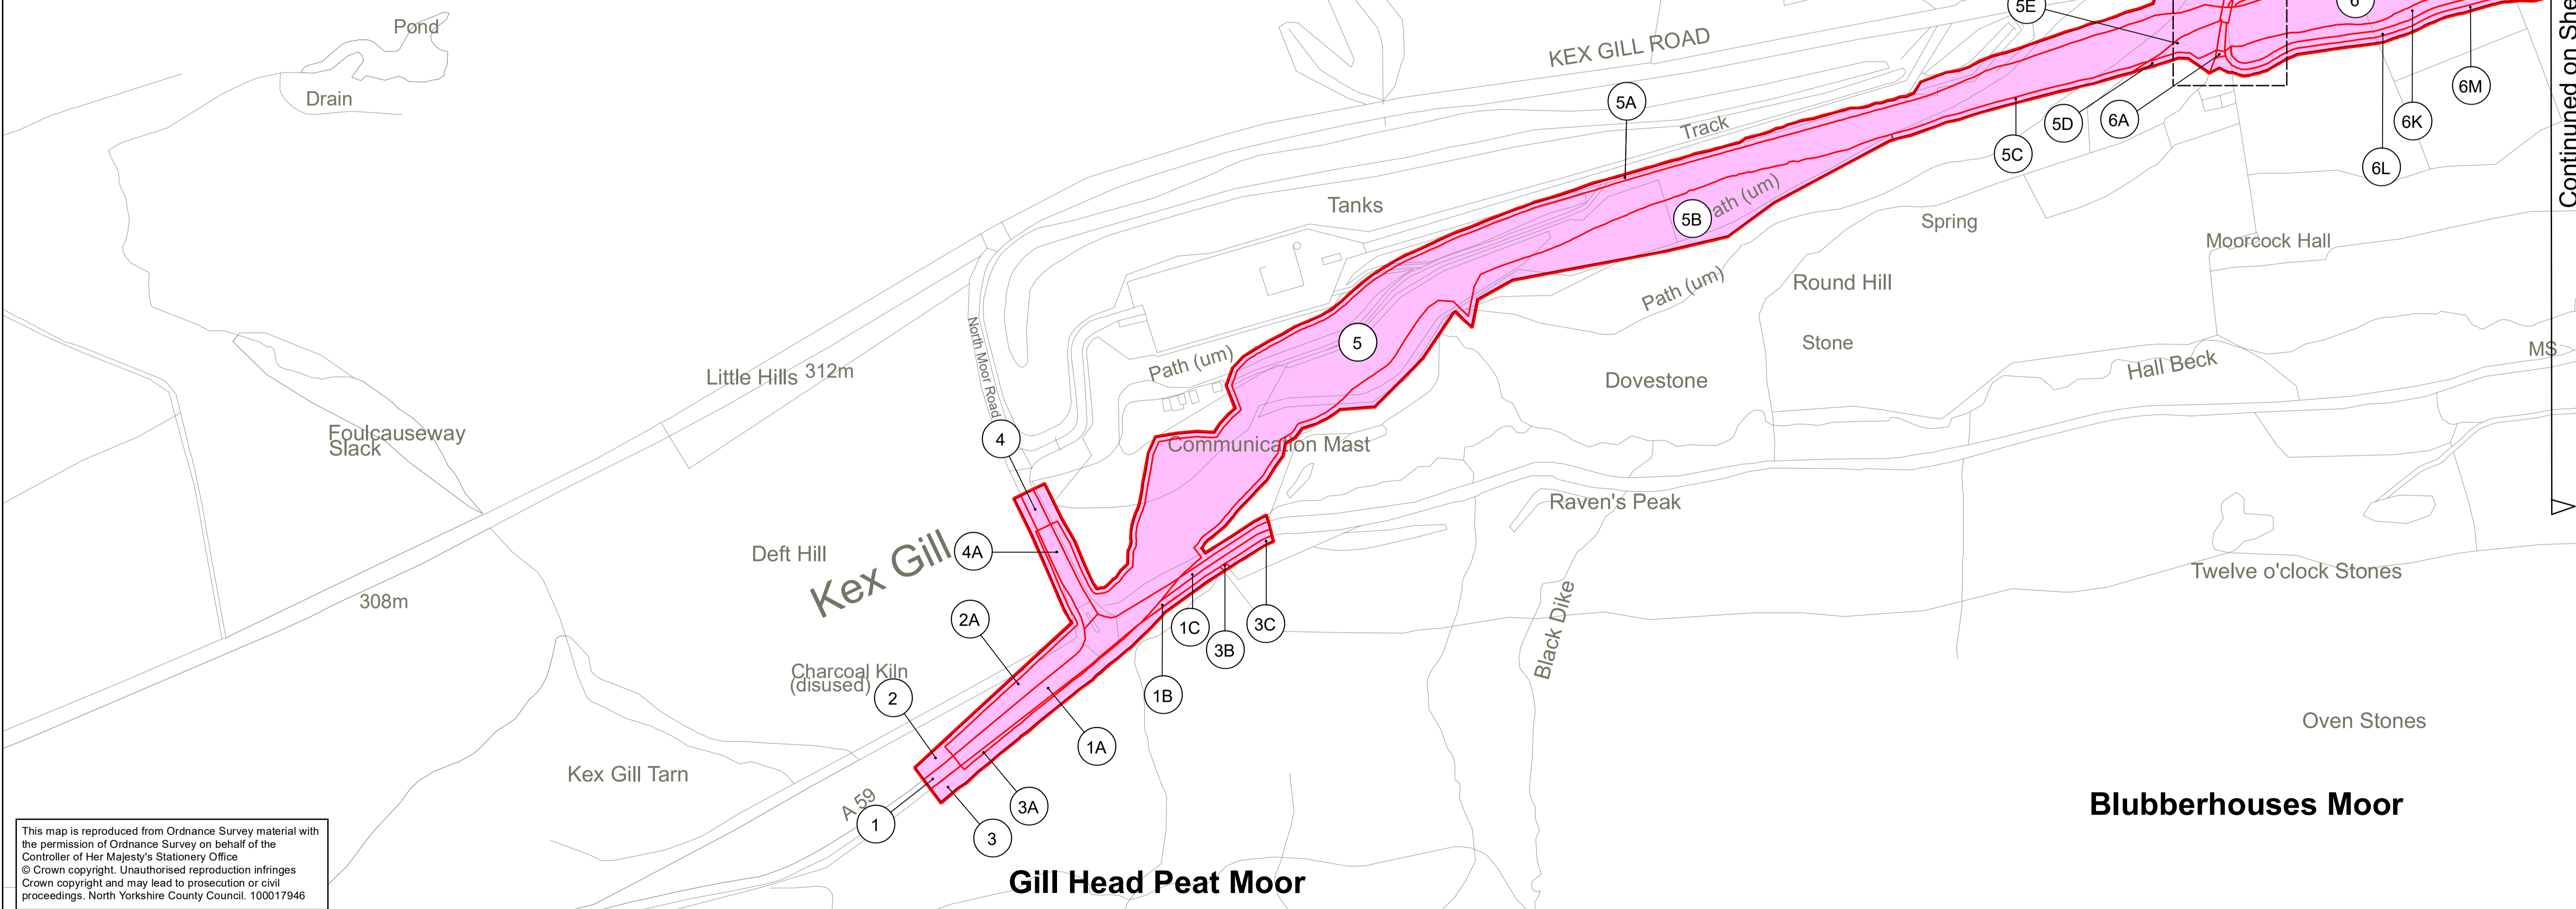 Pond
Drain
KEX GILL ROAD
5E
6
5A
Track
5D
6A
5C
6M
6K
6L
Continued on She
Tanks
5B
ath (um)
Spring
Moorcock Hall
Path (um)
Round Hill
Stone
North Moor Road
5
Path (um)
Little Hills 312m
Dovestone
Hall Beck
MS
Foulcauseway
Slack
4
Communication Mast
Raven's Peak
Deft Hill
4A
Kex Gill
308m
Twelve o'clock Stones
Black Dike
2A
1C
3B
3C
Charcoal Kiln
(disused)
2
1B
1A
Oven Stones
Kex Gill Tarn
A 59
1
3
3A
Blubberhouses Moor
Gill Head Peat Moor
This map is reproduced from Ordnance Survey material with
the permission of Ordnance Survey on behalf of the
Controller of Her Majesty's Stationery Office
© Crown copyright. Unauthorised reproduction infringes
Crown copyright and may lead to prosecution or civil
proceedings. North Yorkshire County Council. 100017946